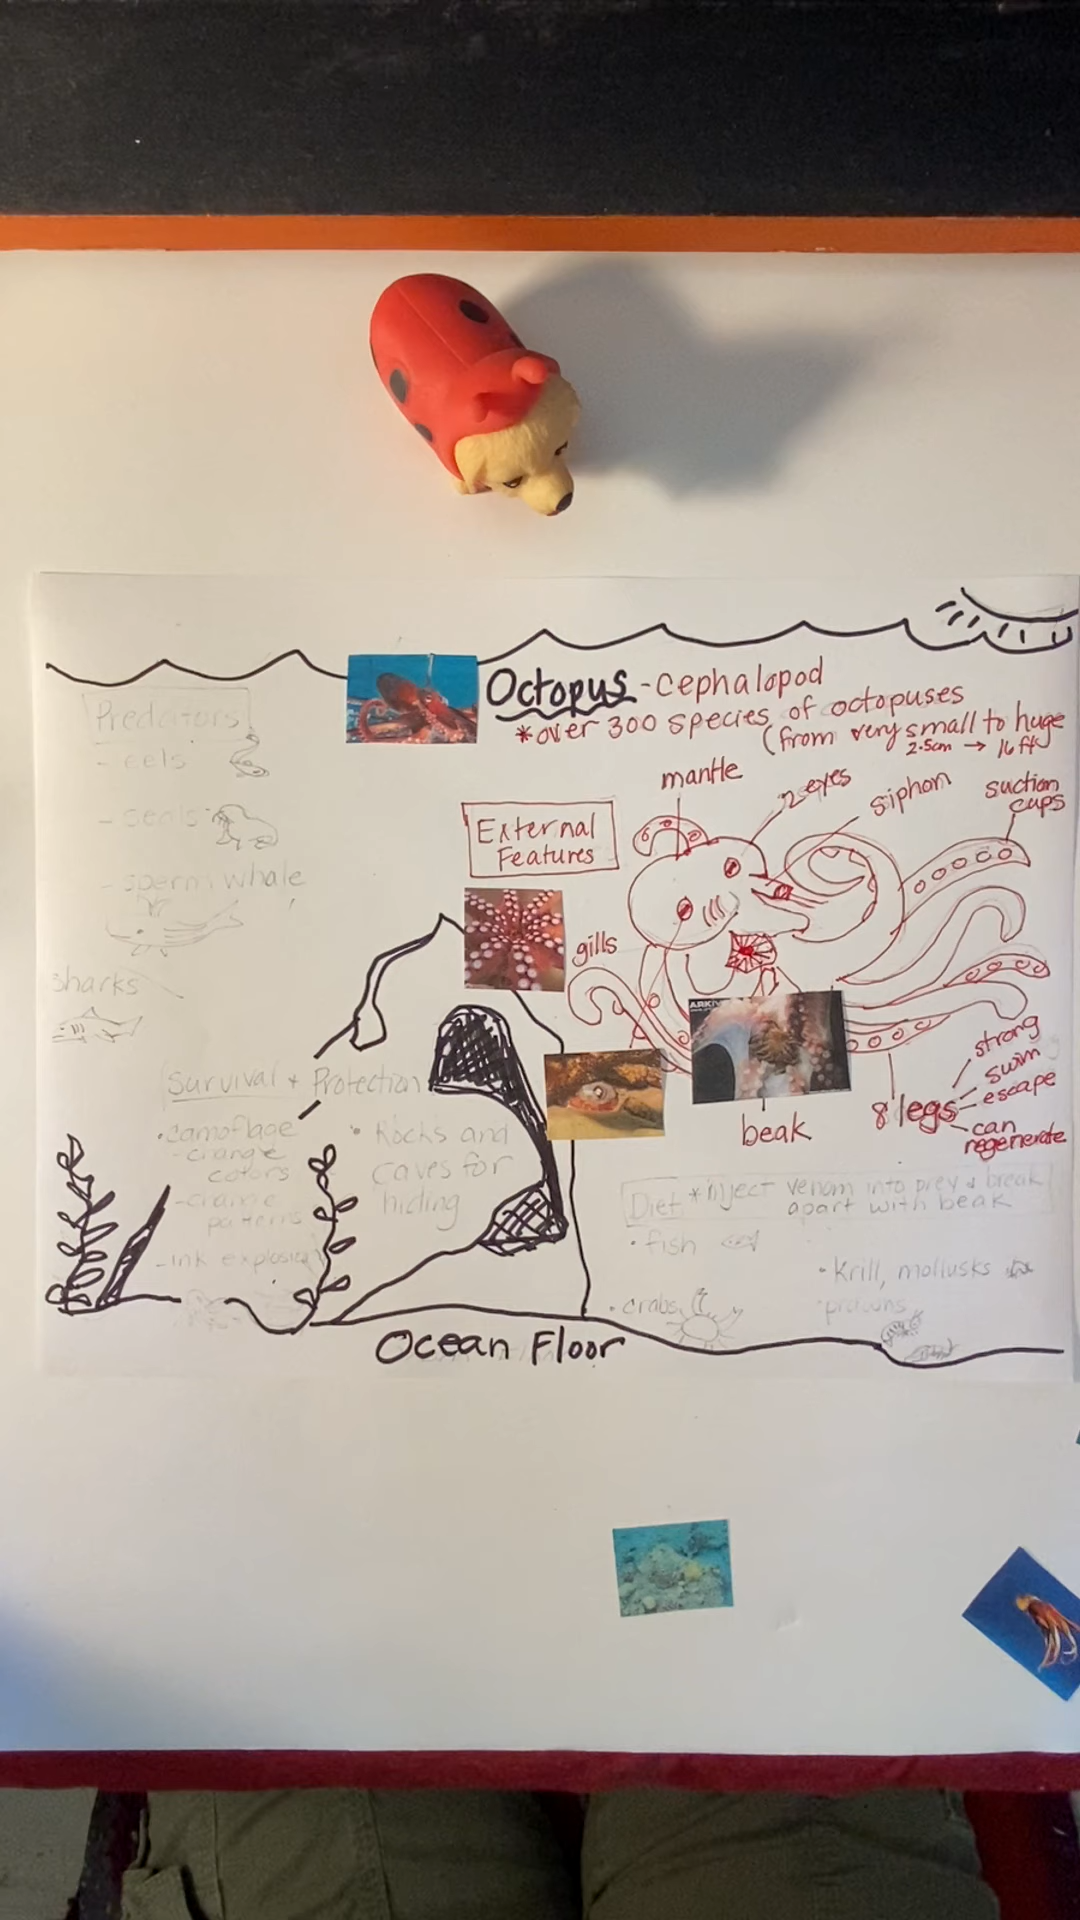 Octopus - Cephalopod
*over 300 species of octopuses
(from very small to huge
2.5cm → 16 ft
Predators
- eels
- seals
- sperm whale
sharks
External
Features
mantle
2 eyes
siphon
suction
cups
gills
ARKIVE
beak
8 legs
strong
swim
escape
can
regenerate
Survival + Protection
• camoflage
- change
colors
- change
patterns
- ink explosion
• Rocks and
caves for
hiding
Diet *inject venom into prey & break
apart with beak
• fish
• crabs
• Krill, mollusks
• prawns
Ocean Floor